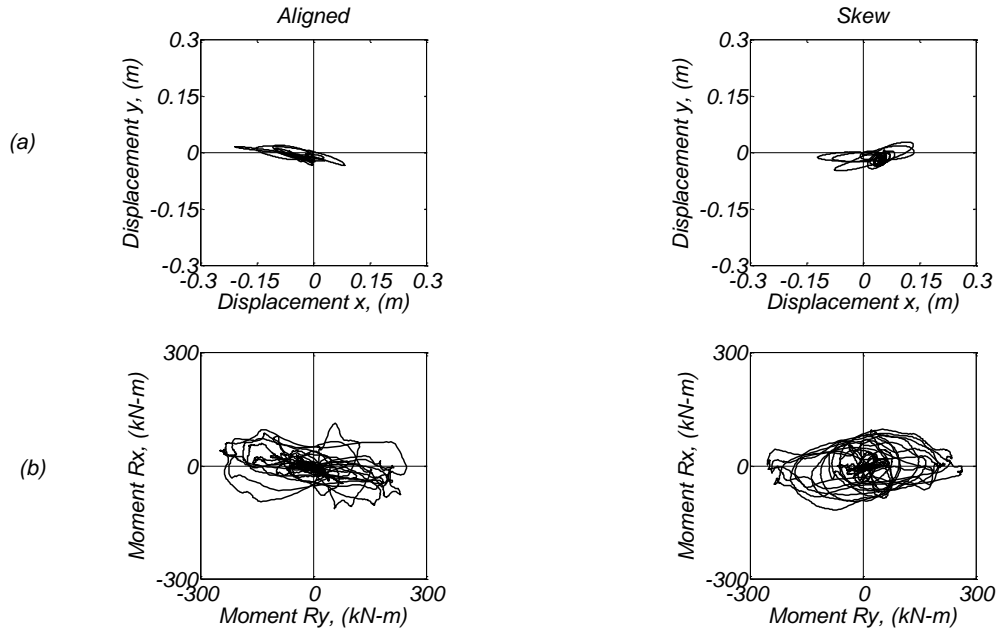 Aligned
Skew
(a)
Displacement y, (m)
0.3
0.15
0
-0.15
-0.3
-0.3 -0.15 0 0.15 0.3
Displacement x, (m)
Displacement y, (m)
0.3
0.15
0
-0.15
-0.3
-0.3 -0.15 0 0.15 0.3
Displacement x, (m)
(b)
Moment Rx, (kN-m)
300
0
-300
-300 0 300
Moment Ry, (kN-m)
Moment Rx, (kN-m)
300
0
-300
-300 0 300
Moment Ry, (kN-m)